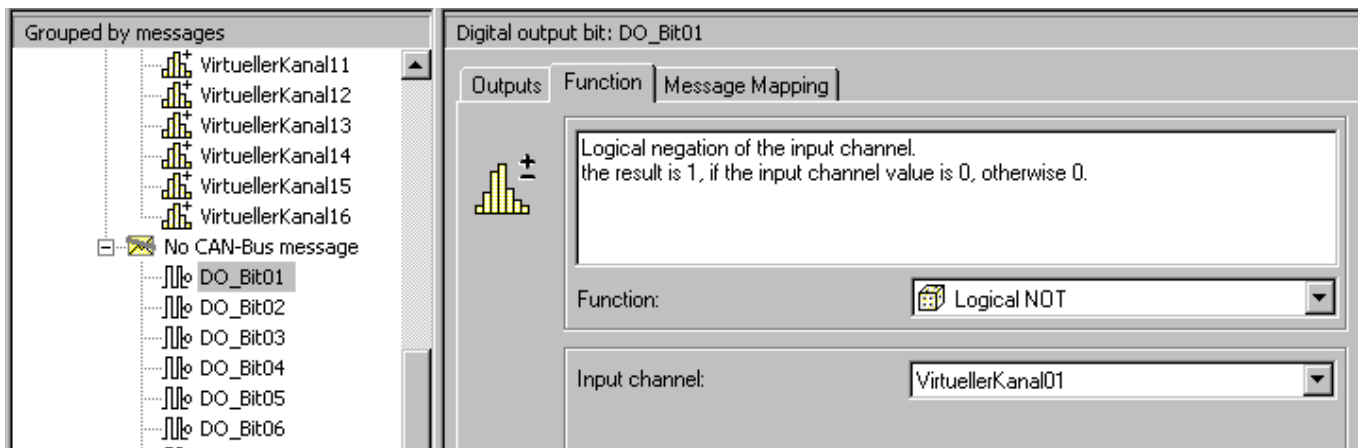 Grouped by messages
VirtuellerKanal11
VirtuellerKanal12
VirtuellerKanal13
VirtuellerKanal14
VirtuellerKanal15
VirtuellerKanal16
No CAN-Bus message
DO_Bit01
DO_Bit02
DO_Bit03
DO_Bit04
DO_Bit05
DO_Bit06
Digital output bit: DO_Bit01
Outputs Function Message Mapping
Logical negation of the input channel.
the result is 1, if the input channel value is 0, otherwise 0.
Function: Logical NOT
Input channel: VirtuellerKanal01